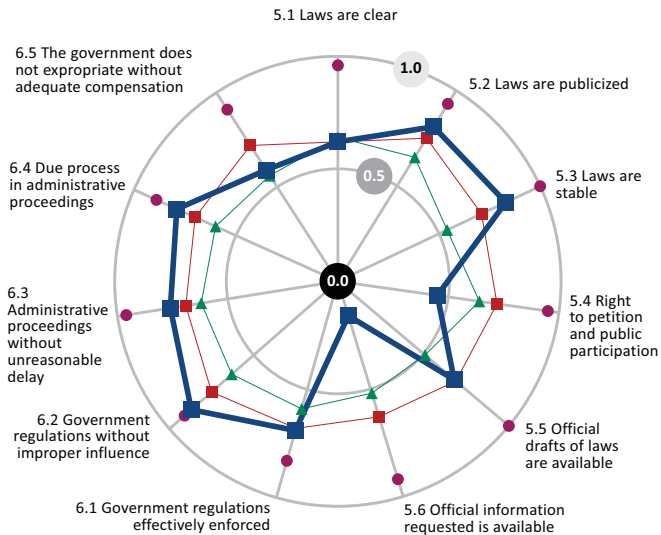 5.1 Laws are clear
1.0
5.2 Laws are publicized
0.5
5.3 Laws are
stable
0.0
5.4 Right
to petition
and public
participation
5.5 Official
drafts of laws
are available
5.6 Official information
requested is available
6.1 Government regulations
effectively enforced
6.2 Government
regulations without
improper influence
6.3
Administrative
proceedings
without
unreasonable
delay
6.4 Due process
in administrative
proceedings
6.5 The government does
not expropriate without
adequate compensation